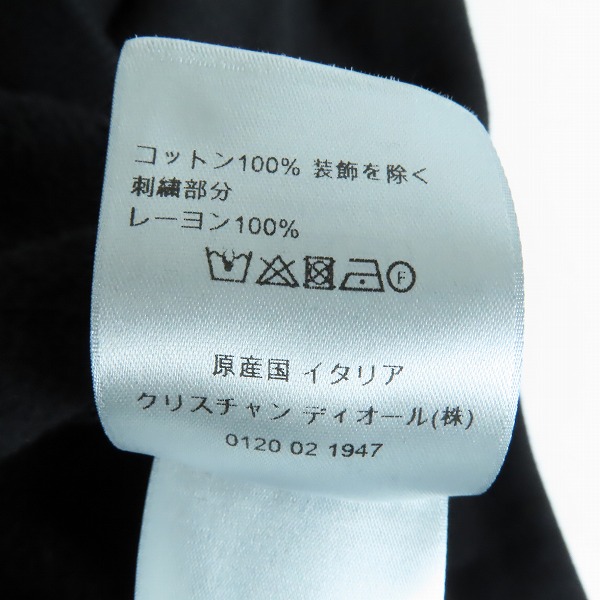 コットン100% 装飾を除く
刺繍部分
レーヨン100%
F
原産国 イタリア
クリスチャン ディオール(株)
0120 02 1947